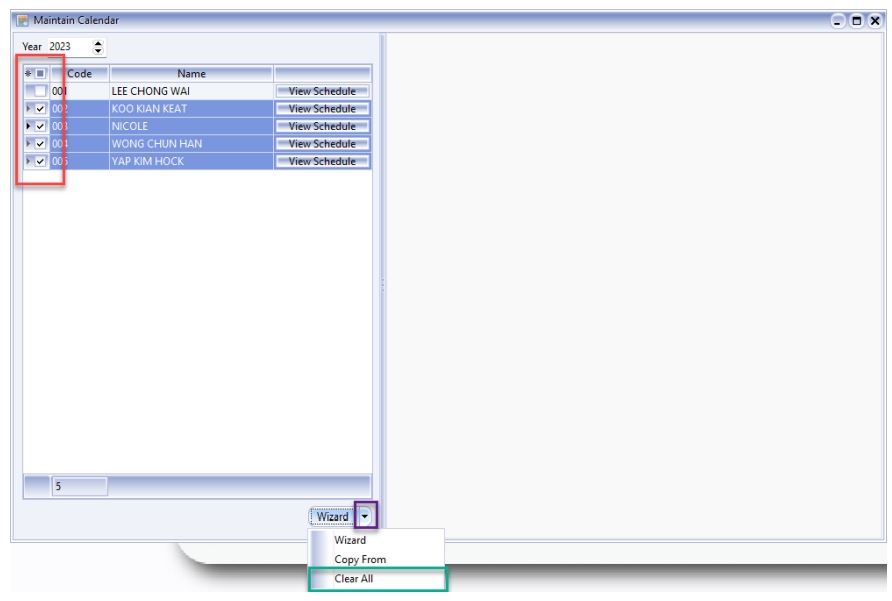 Maintain Calendar
Year 2023
Code Name
001 LEE CHONG WAI View Schedule
002 KOO KIAN KEAT View Schedule
003 NICOLE View Schedule
004 WONG CHUN HAN View Schedule
005 YAP KIM HOCK View Schedule
5
Wizard
Wizard
Copy From
Clear All